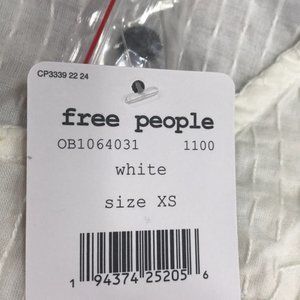 CP3339 22 24
free people
OB1064031 1100
white
size XS
1 94374 25205 6